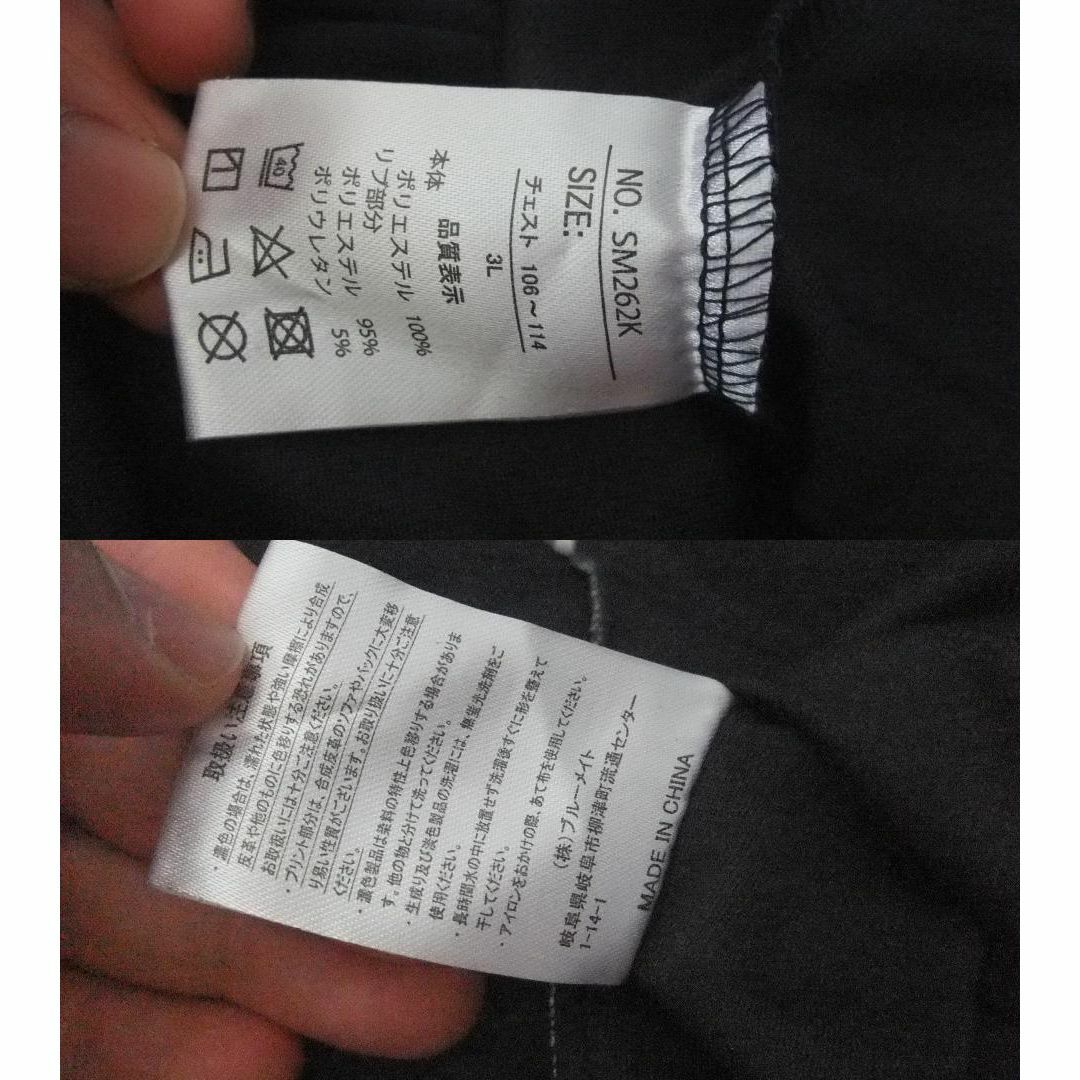 NO. SM262K
SIZE:
チェスト 106～114
3L
品質表示
本体
ポリエステル 100%
リブ部分
ポリエステル 95%
ポリウレタン 5%
40
取扱い注意事項
・濃色の場合は、濡れた状態や強い摩擦により合成
皮革や他のものに色移りする恐れがありますので、
お取扱いには十分ご注意ください。
・プリント部分は、合成皮革のソファやバックに大変移
り易い性質がございます。お取り扱いに十分ご注意
ください。
・濃色製品は染料の特性上色移りする場合がありま
す。他の物と分けて洗ってください。
・生成り及び淡色製品の洗濯には、無蛍光洗剤をご
使用ください。
・長時間水の中に放置せず洗濯後すぐに形を整えて
干してください。
・アイロンをおかけの際、あて布を使用してください。
(株)ブルーメイト
岐阜県岐阜市柳津町流通センター
1-14-1
MADE IN CHINA